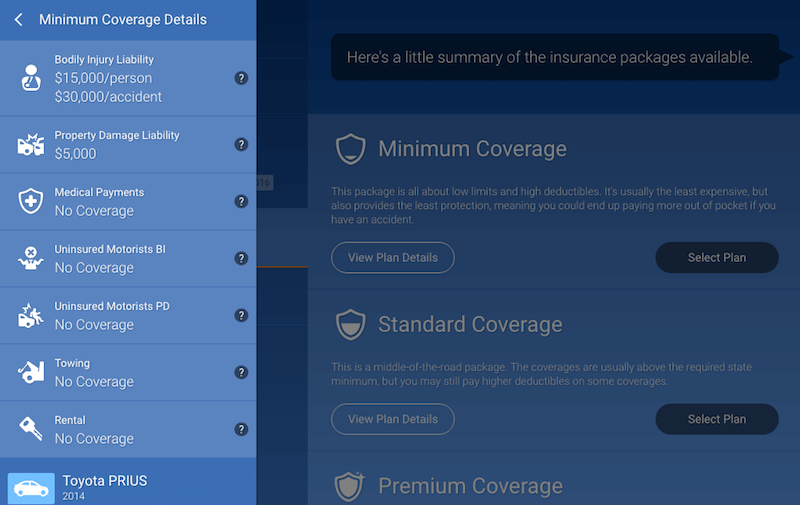 Minimum Coverage Details
Bodily Injury Liability
$15,000/person
$30,000/accident
?
Property Damage Liability
$5,000
?
Medical Payments
No Coverage
?
Uninsured Motorists BI
No Coverage
?
Uninsured Motorists PD
No Coverage
?
Towing
No Coverage
?
Rental
No Coverage
?
Toyota PRIUS
2014
Here's a little summary of the insurance packages available.
Minimum Coverage
This package is all about low limits and high deductibles. It's usually the least expensive, but
also provides the least protection, meaning you could end up paying more out of pocket if you
have an accident.
View Plan Details
Select Plan
Standard Coverage
This is a middle-of-the-road package. The coverages are usually above the required state
minimum, but you may still pay higher deductibles on some coverages.
View Plan Details
Select Plan
Premium Coverage